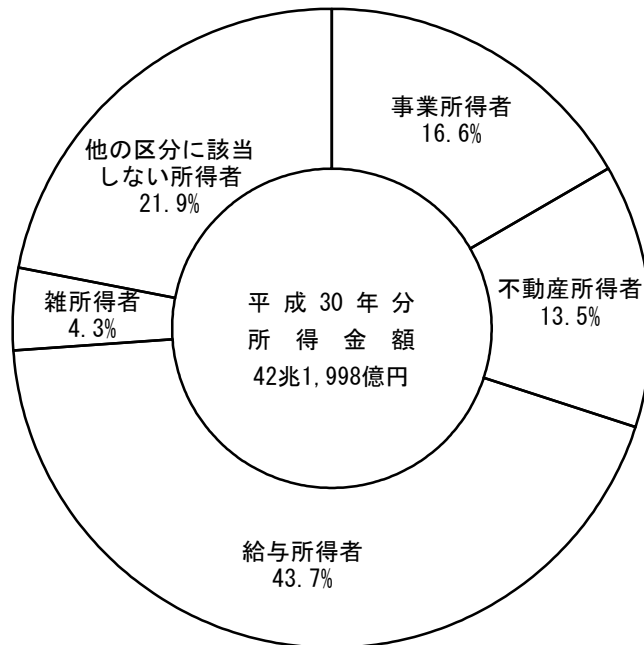 事業所得者
16.6%
不動産所得者
13.5%
給与所得者
43.7%
雑所得者
4.3%
他の区分に該当
しない所得者
21.9%
平成30年分
所得金額
42兆1,998億円